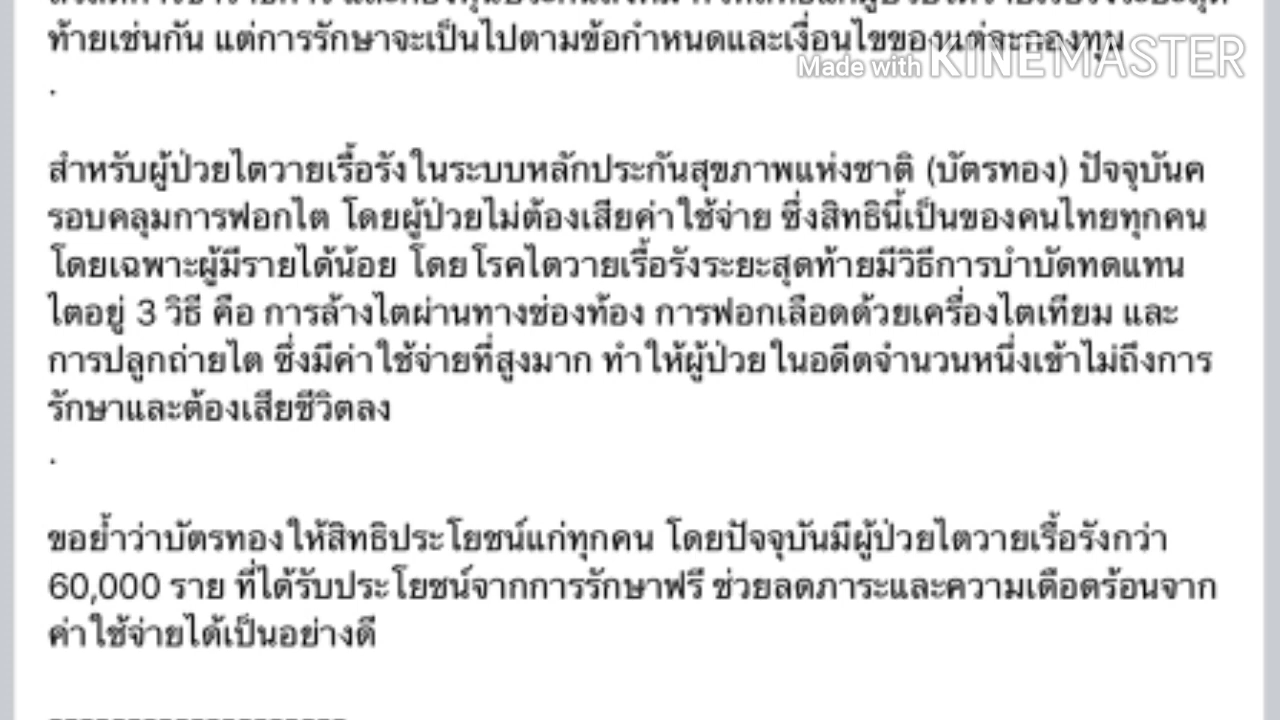 ท้ายเช่นกัน แต่การรักษาจะเป็นไปตามข้อกำหนดและเงื่อนไขของแต่ละกองทุน
Made with KINEMASTER
.
สำหรับผู้ป่วยไตวายเรื้อรังในระบบหลักประกันสุขภาพแห่งชาติ (บัตรทอง) ปัจจุบันค
รอบคลุมการฟอกไต โดยผู้ป่วยไม่ต้องเสียค่าใช้จ่าย ซึ่งสิทธินี้เป็นของคนไทยทุกคน
โดยเฉพาะผู้มีรายได้น้อย โดยโรคไตวายเรื้อรังระยะสุดท้ายมีวิธีการบำบัดทดแทน
ไตอยู่ 3 วิธี คือ การล้างไตผ่านทางช่องท้อง การฟอกเลือดด้วยเครื่องไตเทียม และ
การปลูกถ่ายไต ซึ่งมีค่าใช้จ่ายที่สูงมาก ทำให้ผู้ป่วยในอดีตจำนวนหนึ่งเข้าไม่ถึงการ
รักษาและต้องเสียชีวิตลง
.
ขอย้ำว่าบัตรทองให้สิทธิประโยชน์แก่ทุกคน โดยปัจจุบันมีผู้ป่วยไตวายเรื้อรังกว่า
60,000 ราย ที่ได้รับประโยชน์จากการรักษาฟรี ช่วยลดภาระและความเดือดร้อนจาก
ค่าใช้จ่ายได้เป็นอย่างดี
--------------------